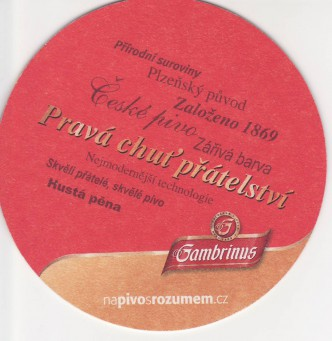 Přírodní suroviny
Plzeňský původ
Založeno 1869
České pivo
Zářivá barva
Pravá chuť přátelství
Nejmodernější technologie
Skvělí přátelé, skvělé pivo
Hustá pěna
Gambrinus
napivosrozumem.cz